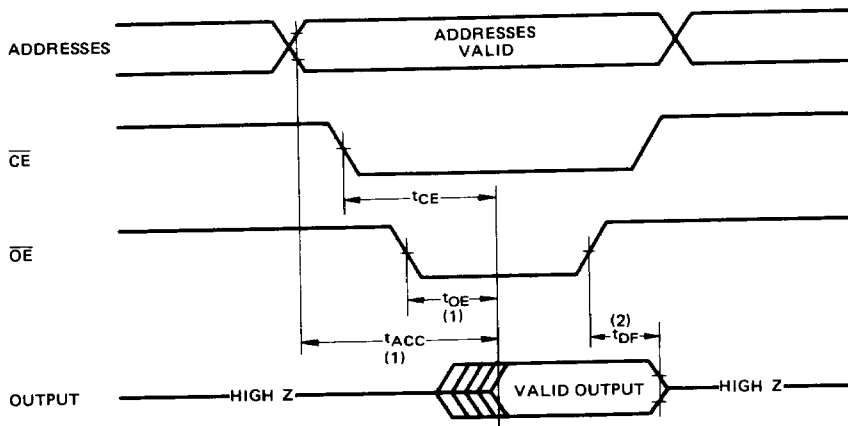 ADDRESSES
ADDRESSES
VALID
CE
tCE
OE
tOE
(1)
(2)
tDF
tACC
(1)
OUTPUT
HIGH Z
VALID OUTPUT
HIGH Z